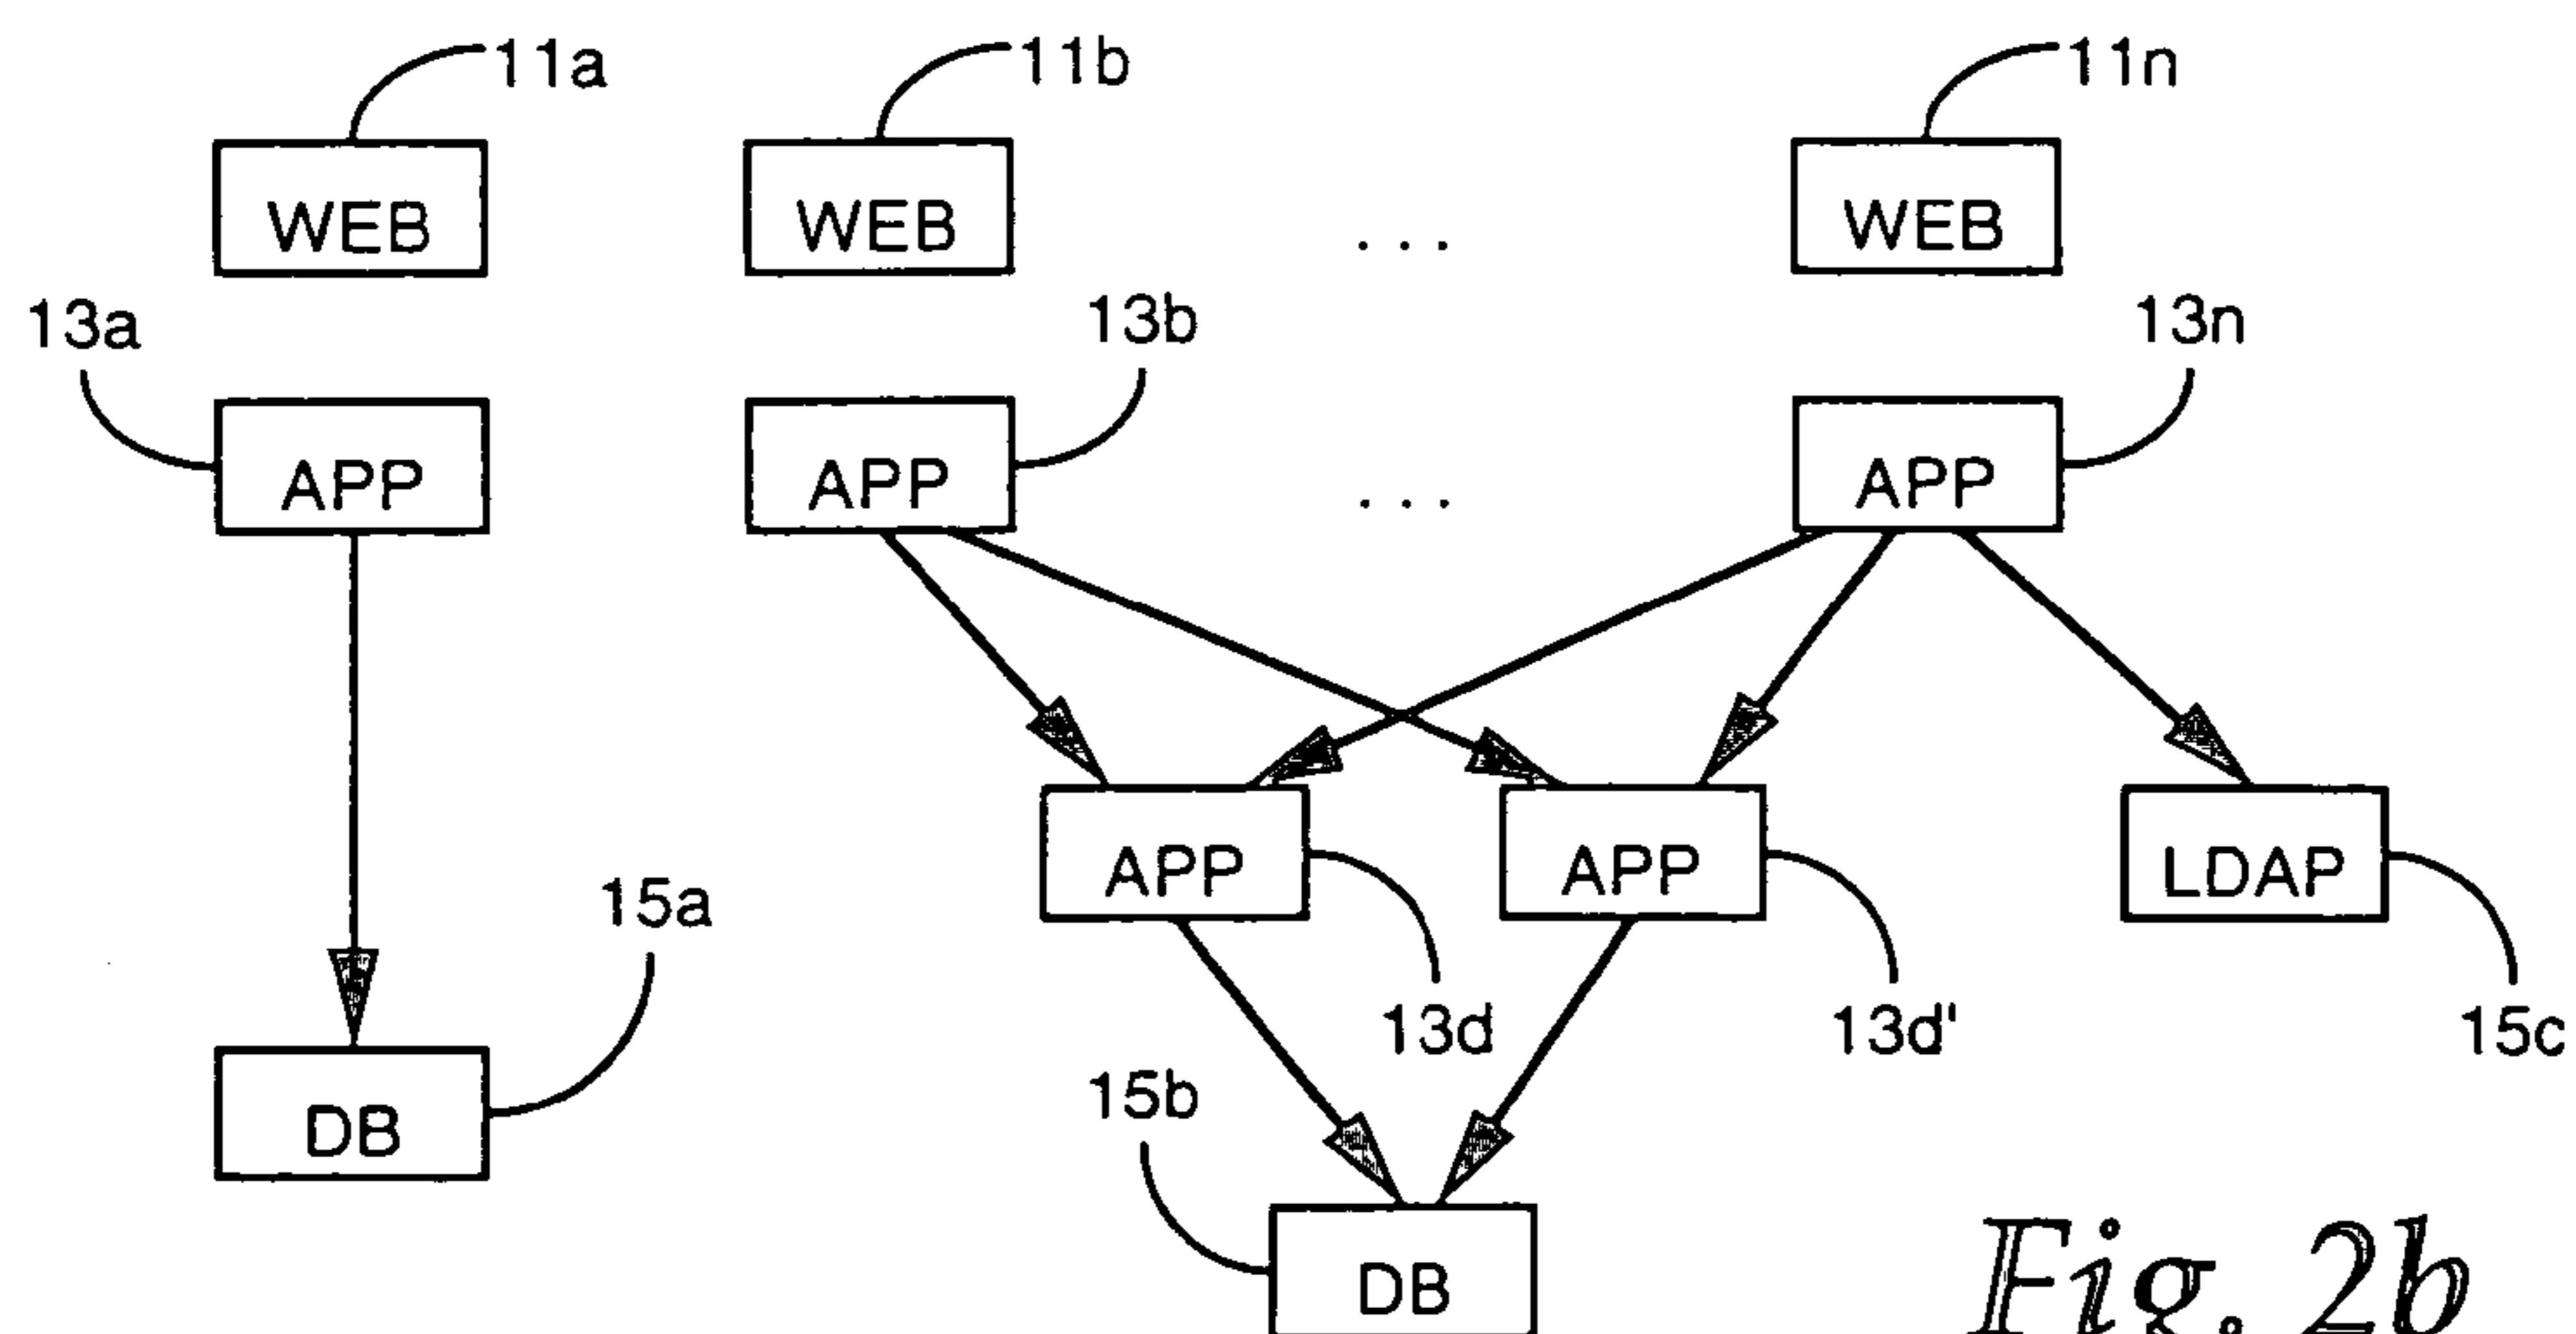 11a 11b 11n
WEB WEB ... WEB
13a 13b 13n
APP APP ... APP
APP APP LDAP
15a
13d 13d' 15c
15b
DB
DB
Fig. 2b